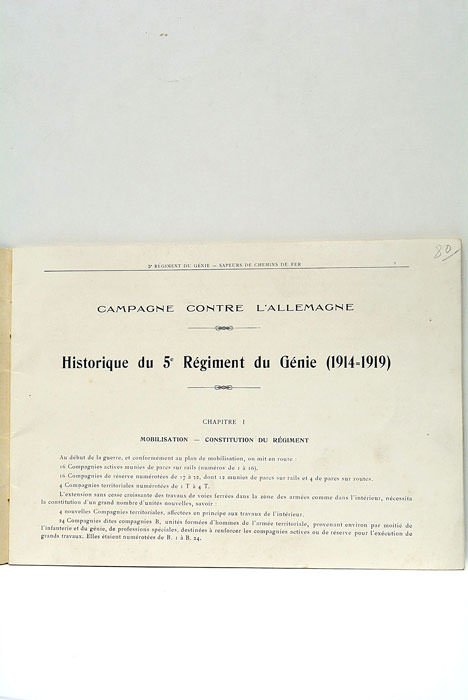 80
5e RÉGIMENT DU GÉNIE — SAPEURS DE CHEMINS DE FER
CAMPAGNE CONTRE L'ALLEMAGNE
Historique du 5e Régiment du Génie (1914-1919)
CHAPITRE I
MOBILISATION — CONSTITUTION DU RÉGIMENT
Au début de la guerre, et conformément au plan de mobilisation, on mit en route :
16 Compagnies actives munies de parcs sur rails (numéros de 1 à 16).
16 Compagnies de réserve numérotées de 17 à 32, dont 12 munies de parcs sur rails et 4 de parcs sur routes.
4 Compagnies territoriales numérotées de 1 T à 4 T.
L'extension sans cesse croissante des travaux de voies ferrées dans la zone des armées comme dans l'intérieur, nécessita
la constitution d'un grand nombre d'unités nouvelles, savoir :
4 nouvelles Compagnies territoriales, affectées en principe aux travaux de l'intérieur.
24 Compagnies dites compagnies B, unités formées d'hommes de l'armée territoriale, provenant environ par moitié de
l'infanterie et du génie, de professions spéciales, destinées à renforcer les compagnies actives ou de réserve pour l'exécution de
grands travaux. Elles étaient numérotées de B. 1 à B. 24.